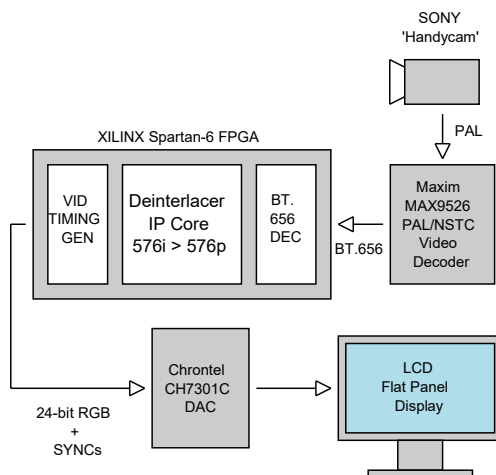 SONY
'Handycam'
PAL
XILINX Spartan-6 FPGA
VID
TIMING
GEN
Deinterlacer
IP Core
576i > 576p
BT.
656
DEC
BT.656
Maxim
MAX9526
PAL/NSTC
Video
Decoder
24-bit RGB
+
SYNCs
Chrontel
CH7301C
DAC
LCD
Flat Panel
Display